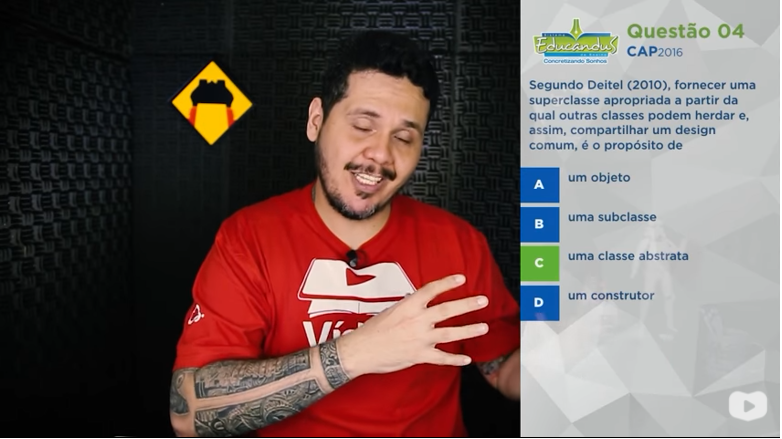 Educandus
Concretizando Sonhos
Questão 04
CAP2016
Segundo Deitel (2010), fornecer uma
superclasse apropriada a partir da
qual outras classes podem herdar e,
assim, compartilhar um design
comum, é o propósito de
A um objeto
B uma subclasse
C uma classe abstrata
D um construtor